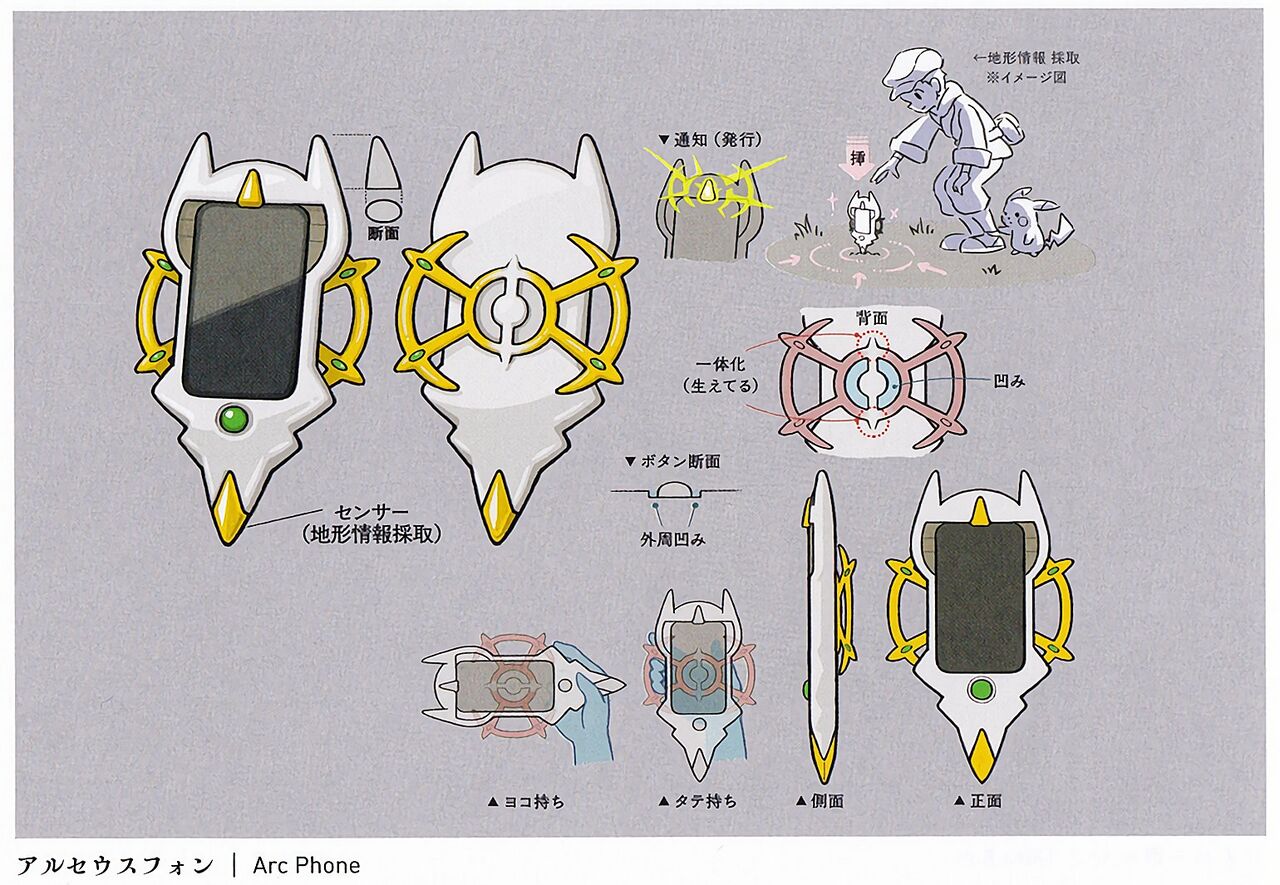 ←地形情報 採取
※イメージ図
▼通知（発行）
挿
断面
背面
一体化
（生えてる）
凹み
▼ボタン断面
センサー
（地形情報採取）
外周凹み
▲ヨコ持ち
▲タテ持ち
▲側面
▲正面
アルセウスフォン | Arc Phone